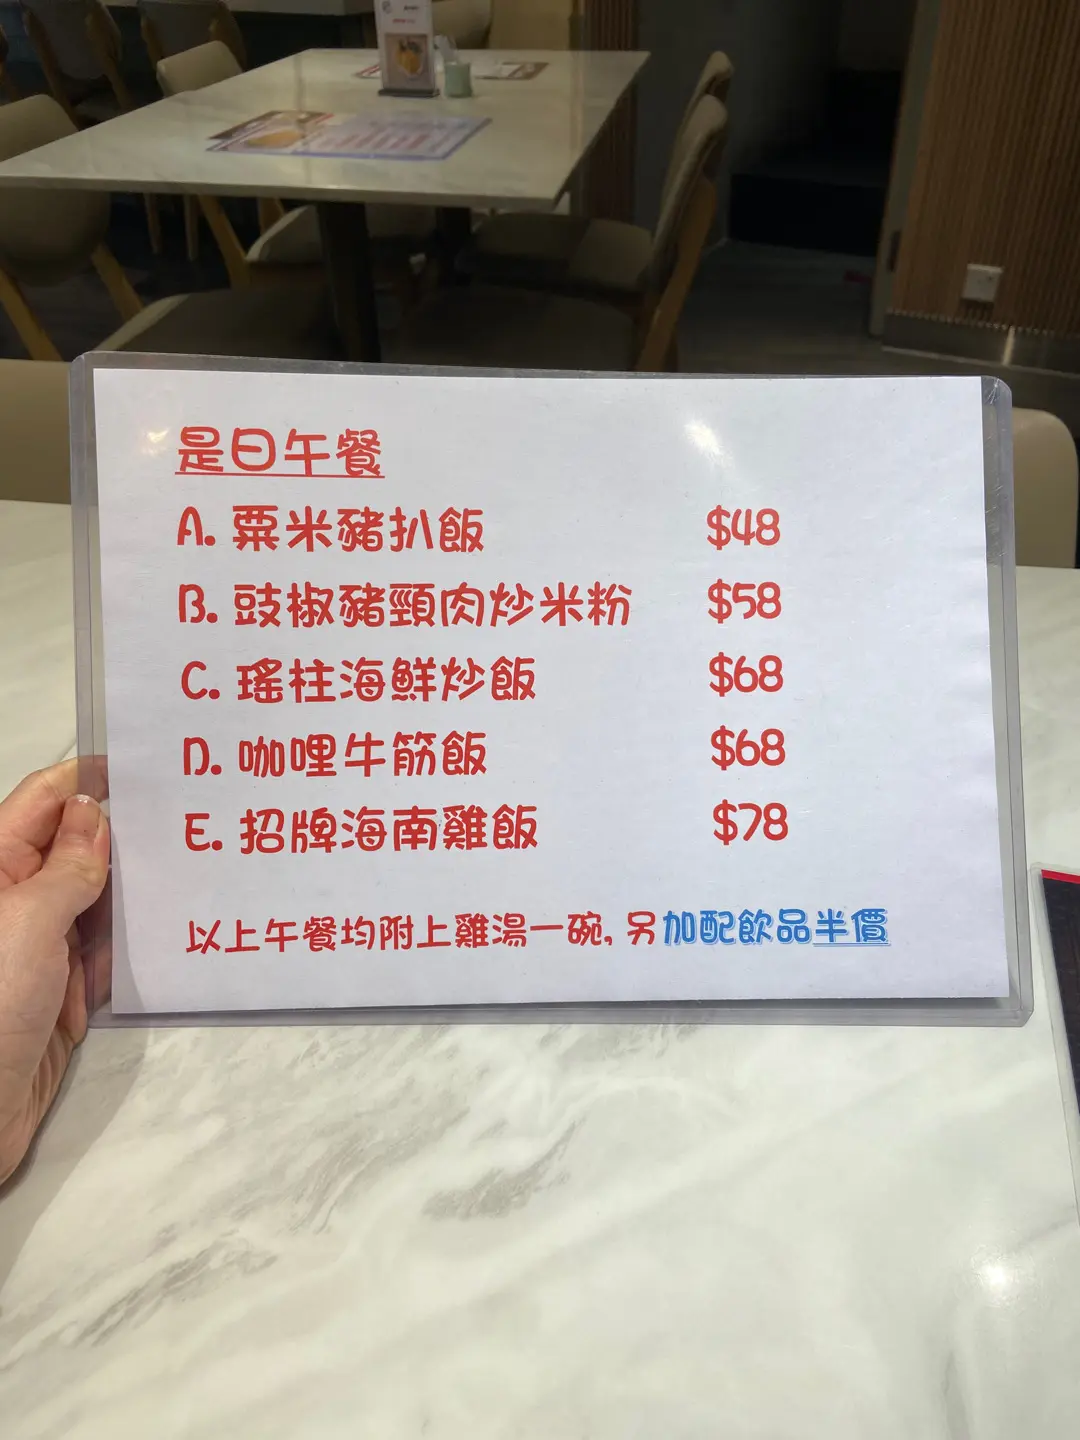 是日午餐
A. 粟米豬扒飯 $48
B. 豉椒豬頸肉炒米粉 $58
C. 瑤柱海鮮炒飯 $68
D. 咖哩牛筋飯 $68
E. 招牌海南雞飯 $78
以上午餐均附上雞湯一碗, 另加配飲品半價